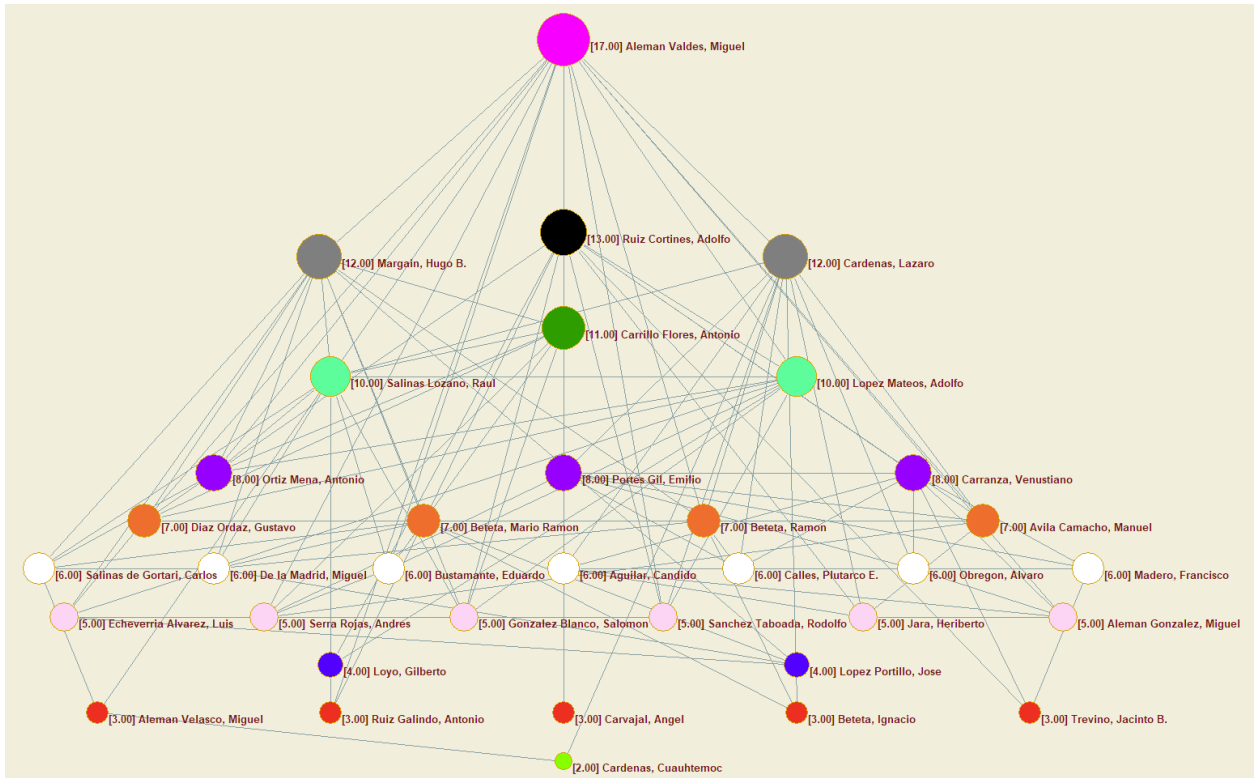 [17.00] Aleman Valdes, Miguel
[13.00] Ruiz Cortines, Adolfo
[12.00] Margain, Hugo B.
[12.00] Cardenas, Lazaro
[11.00] Carrillo Flores, Antonio
[10.00] Salinas Lozano, Raul
[10.00] Lopez Mateos, Adolfo
[8.00] Ortiz Mena, Antonio
[8.00] Portes Gil, Emilio
[8.00] Carranza, Venustiano
[7.00] Diaz Ordaz, Gustavo
[7.00] Beteta, Mario Ramon
[7.00] Beteta, Ramon
[7.00] Avila Camacho, Manuel
[6.00] Salinas de Gortari, Carlos
[6.00] De la Madrid, Miguel
[6.00] Bustamante, Eduardo
[6.00] Aguilar, Candido
[6.00] Calles, Plutarco E.
[6.00] Obregon, Alvaro
[6.00] Madero, Francisco
[5.00] Echeverria Alvarez, Luis
[5.00] Serra Rojas, Andres
[5.00] Gonzalez Blanco, Salomon
[5.00] Sanchez Taboada, Rodolfo
[5.00] Jara, Heriberto
[5.00] Aleman Gonzalez, Miguel
[4.00] Loyo, Gilberto
[4.00] Lopez Portillo, Jose
[3.00] Aleman Velasco, Miguel
[3.00] Ruiz Galindo, Antonio
[3.00] Carvajal, Angel
[3.00] Beteta, Ignacio
[3.00] Trevino, Jacinto B.
[2.00] Cardenas, Cuauhtemoc